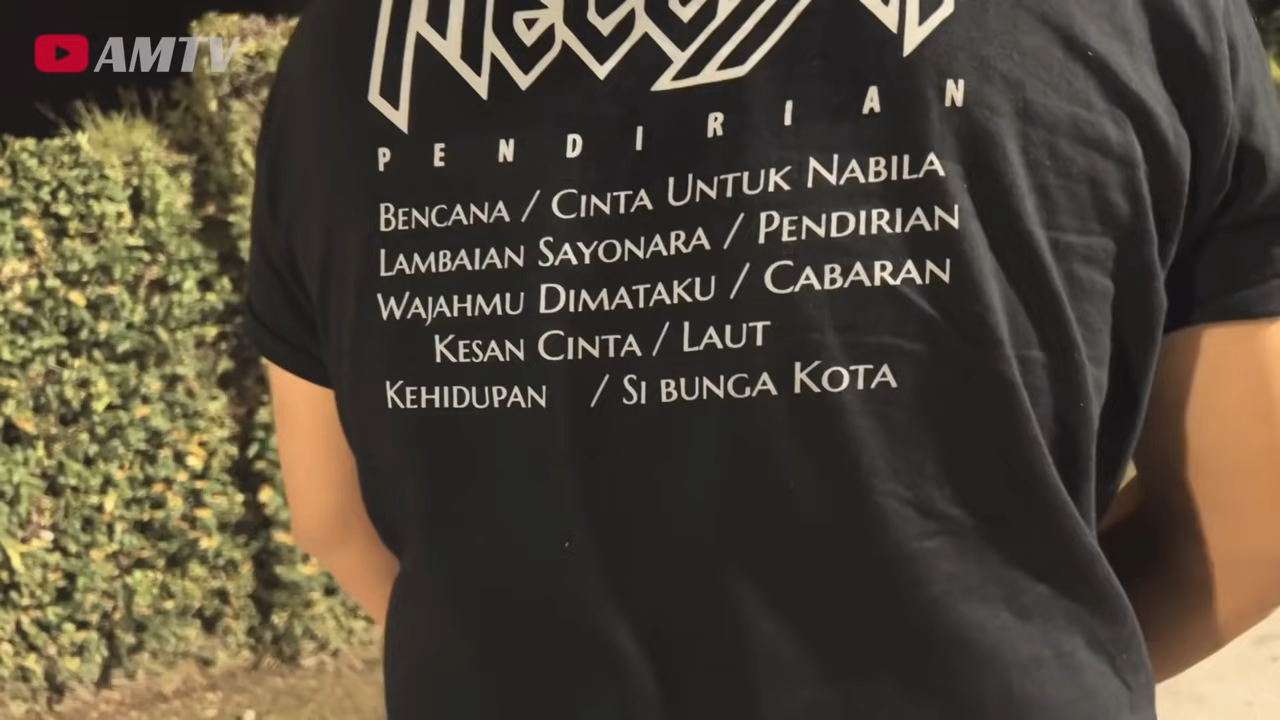 AMTV
PENDIRIAN
BENCANA / CINTA UNTUK NABILA
LAMBAIAN SAYONARA / PENDIRIAN
WAJAHMU DIMATAKU / CABARAN
KESAN CINTA / LAUT
KEHIDUPAN / SI BUNGA KOTA